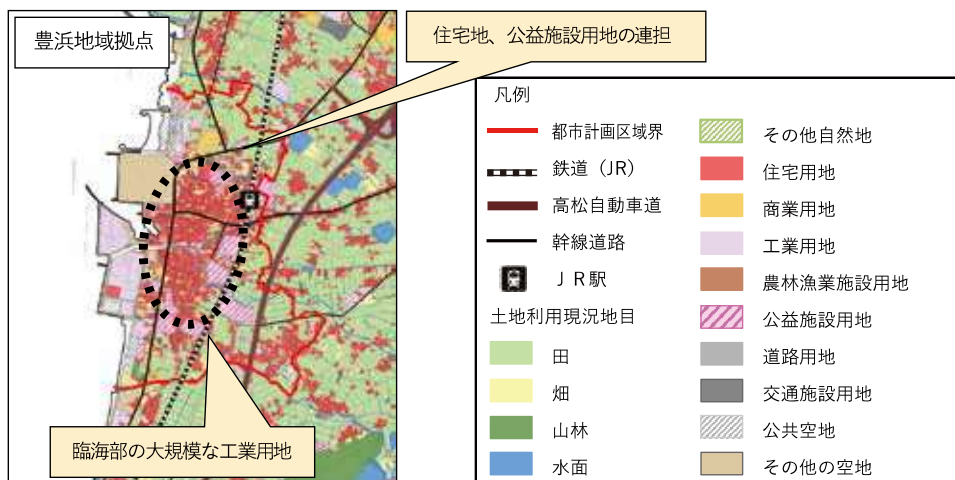 豊浜地域拠点
住宅地、公益施設用地の連担
臨海部の大規模な工業用地
凡例
都市計画区域界
鉄道（JR）
高松自動車道
幹線道路
ＪＲ駅
土地利用現況地目
田
畑
山林
水面
その他自然地
住宅用地
商業用地
工業用地
農林漁業施設用地
公益施設用地
道路用地
交通施設用地
公共空地
その他の空地